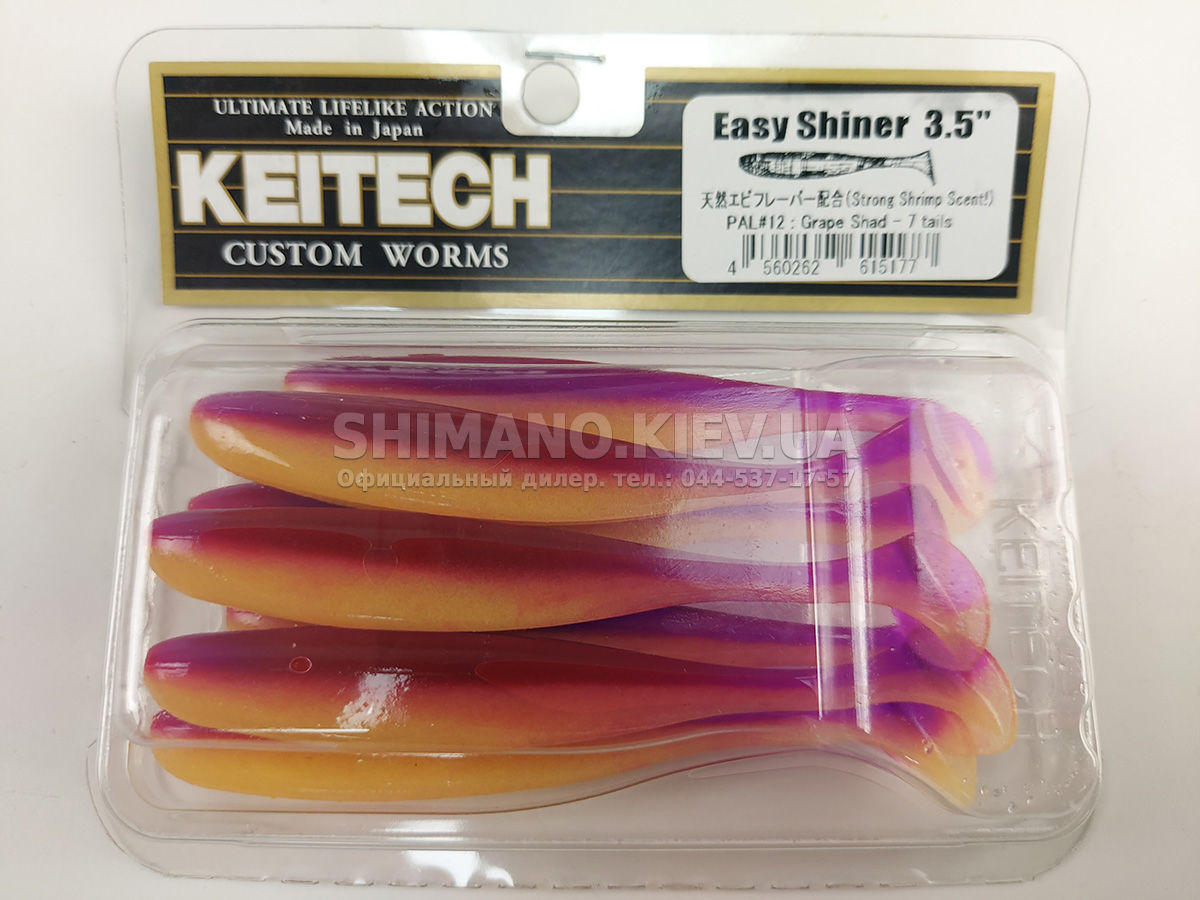 ULTIMATE LIFELIKE ACTION
Made in Japan
KEITECH
CUSTOM WORMS
Easy Shiner 3.5"
天然エビフレーバー配合(Strong Shrimp Scent!)
PAL#12 : Grape Shad - 7 tails
4 560262 615177
SHIMANO.KIEV.UA
Официальный дилер. тел.: 044-537-17-57
KEITECH